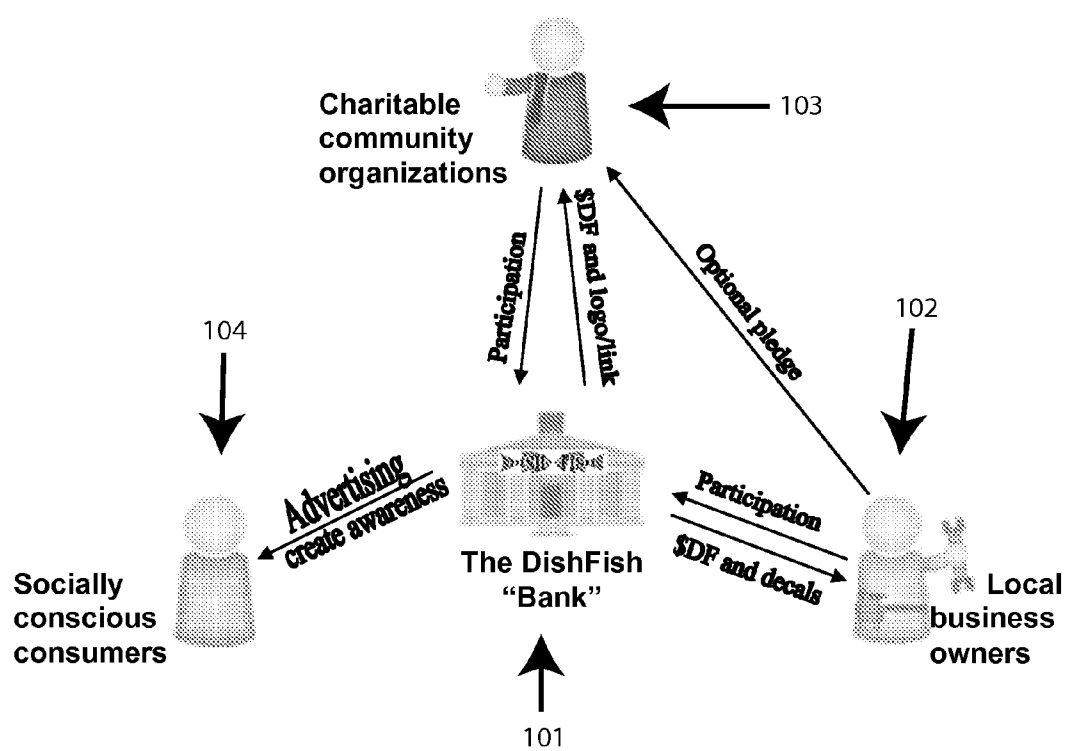 Charitable
community
organizations
103
Participation
$DF and logo/link
Optional pledge
104
102
Advertising
create awareness
Participation
$DF and decals
The DishFish
“Bank”
Socially
conscious
consumers
Local
business
owners
101